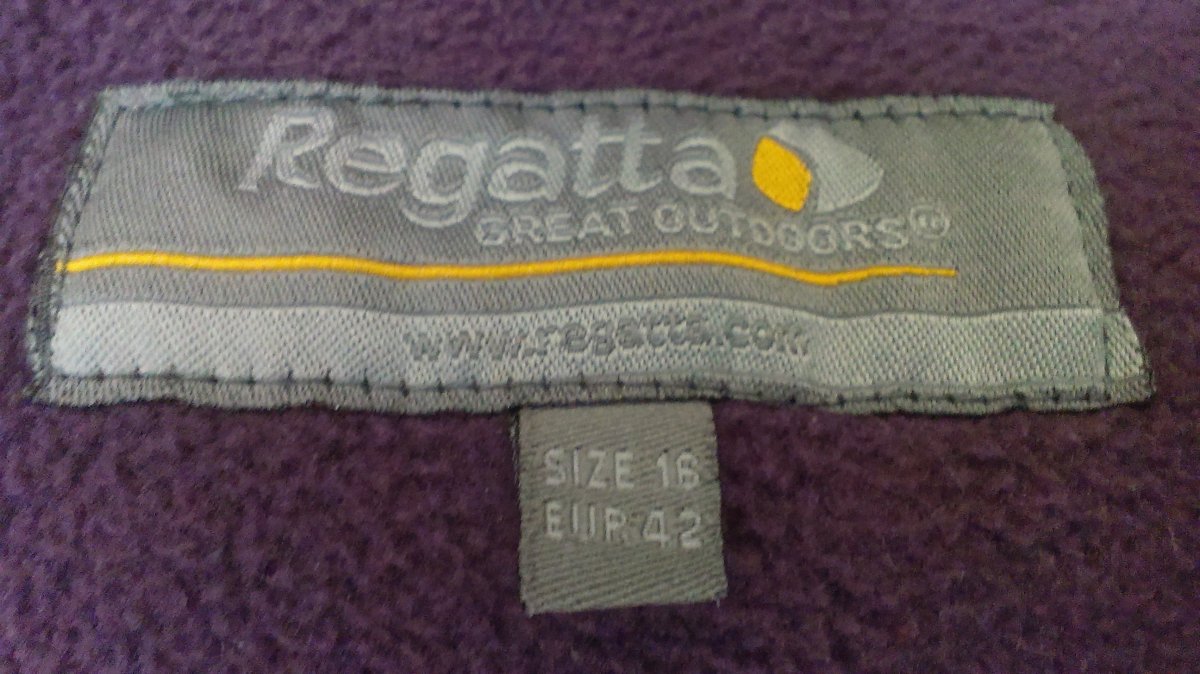 Regatta
GREAT OUTDOORS®
www.regatta.com
SIZE 16
EUR 42